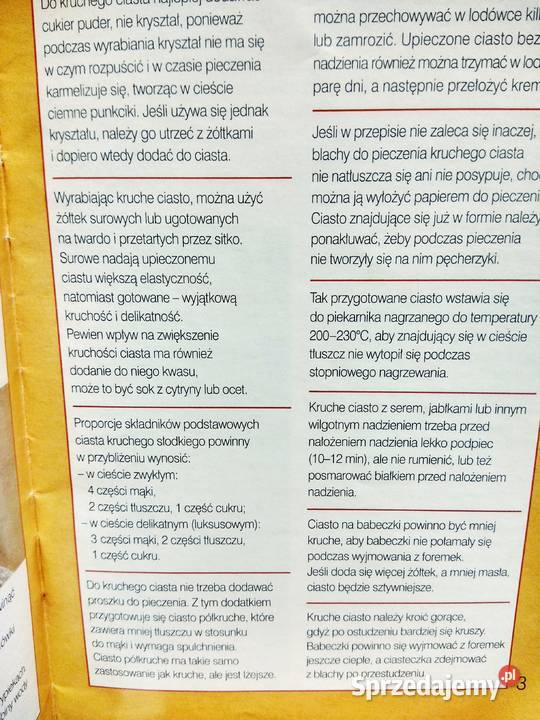 Do kruchego ciasta najlepiej
cukier puder, nie kryształ, ponieważ
podczas wyrabiania kryształ nie ma się
w czym rozpuścić i w czasie pieczenia
karmelizuje się, tworząc w cieście
ciemne punkciki. Jeśli używa się jednak
kryształu, należy go utrzeć z żółtkami
i dopiero wtedy dodać do ciasta.
Wyrabiając kruche ciasto, można użyć
żółtek surowych lub ugotowanych
na twardo i przetartych przez sitko.
Surowe nadają upieczonemu
ciastu większą elastyczność,
natomiast gotowane – wyjątkową
kruchość i delikatność.
Pewien wpływ na zwiększenie
kruchości ciasta ma również
dodanie do niego kwasu,
może to być sok z cytryny lub ocet.
Proporcje składników podstawowych
ciasta kruchego słodkiego powinny
w przybliżeniu wynosić:
– w cieście zwykłym:
4 części mąki,
2 części tłuszczu, 1 część cukru;
– w cieście delikatnym (luksusowym):
3 części mąki, 2 części tłuszczu,
1 część cukru.
Do kruchego ciasta nie trzeba dodawać
proszku do pieczenia. Z tym dodatkiem
przygotowuje się ciasto półkruche, które
zawiera mniej tłuszczu w stosunku
do mąki i wymaga spulchnienia.
Ciasto półkruche ma takie samo
zastosowanie jak kruche, ale jest lżejsze.
można przechowywać w lodówce kil
lub zamrozić. Upieczone ciasto bez
nadzienia również można trzymać w lod
parę dni, a następnie przełożyć krem
Jeśli w przepisie nie zaleca się inaczej,
blachy do pieczenia kruchego ciasta
nie natłuszcza się ani nie posypuje, cho
można ją wyłożyć papierem do pieczeni
Ciasto znajdujące się już w formie należy
ponakłuwać, żeby podczas pieczenia
nie tworzyły się na nim pęcherzyki.
Tak przygotowane ciasto wstawia się
do piekarnika nagrzanego do temperatury
200–230°C, aby znajdujący się w cieście
tłuszcz nie wytopił się podczas
stopniowego nagrzewania.
Kruche ciasto z serem, jabłkami lub innym
wilgotnym nadzieniem trzeba przed
nałożeniem nadzienia lekko podpiec
(10–12 min), ale nie rumienić, lub też
posmarować białkiem przed nałożeniem
nadzienia.
Ciasto na babeczki powinno być mniej
kruche, aby babeczki nie połamały się
podczas wyjmowania z foremek.
Jeśli doda się więcej żółtek, a mniej masła,
ciasto będzie sztywniejsze.
Kruche ciasto należy kroić gorące,
gdyż po ostudzeniu bardziej się kruszy.
Babeczki powinno się wyjmować z foremek
jeszcze ciepłe, a ciasteczka zdejmować
z blachy po przestudzeniu.
3
Sprzedajemy.pl